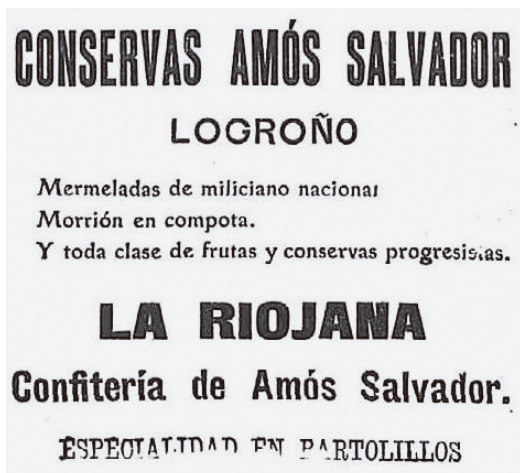 CONSERVAS AMÓS SALVADOR
LOGROÑO
Mermeladas de miliciano nacional
Morrión en compota.
Y toda clase de frutas y conservas progresistas.
LA RIOJANA
Confitería de Amós Salvador.
ESPECIALIDAD EN BARTOLILLOS